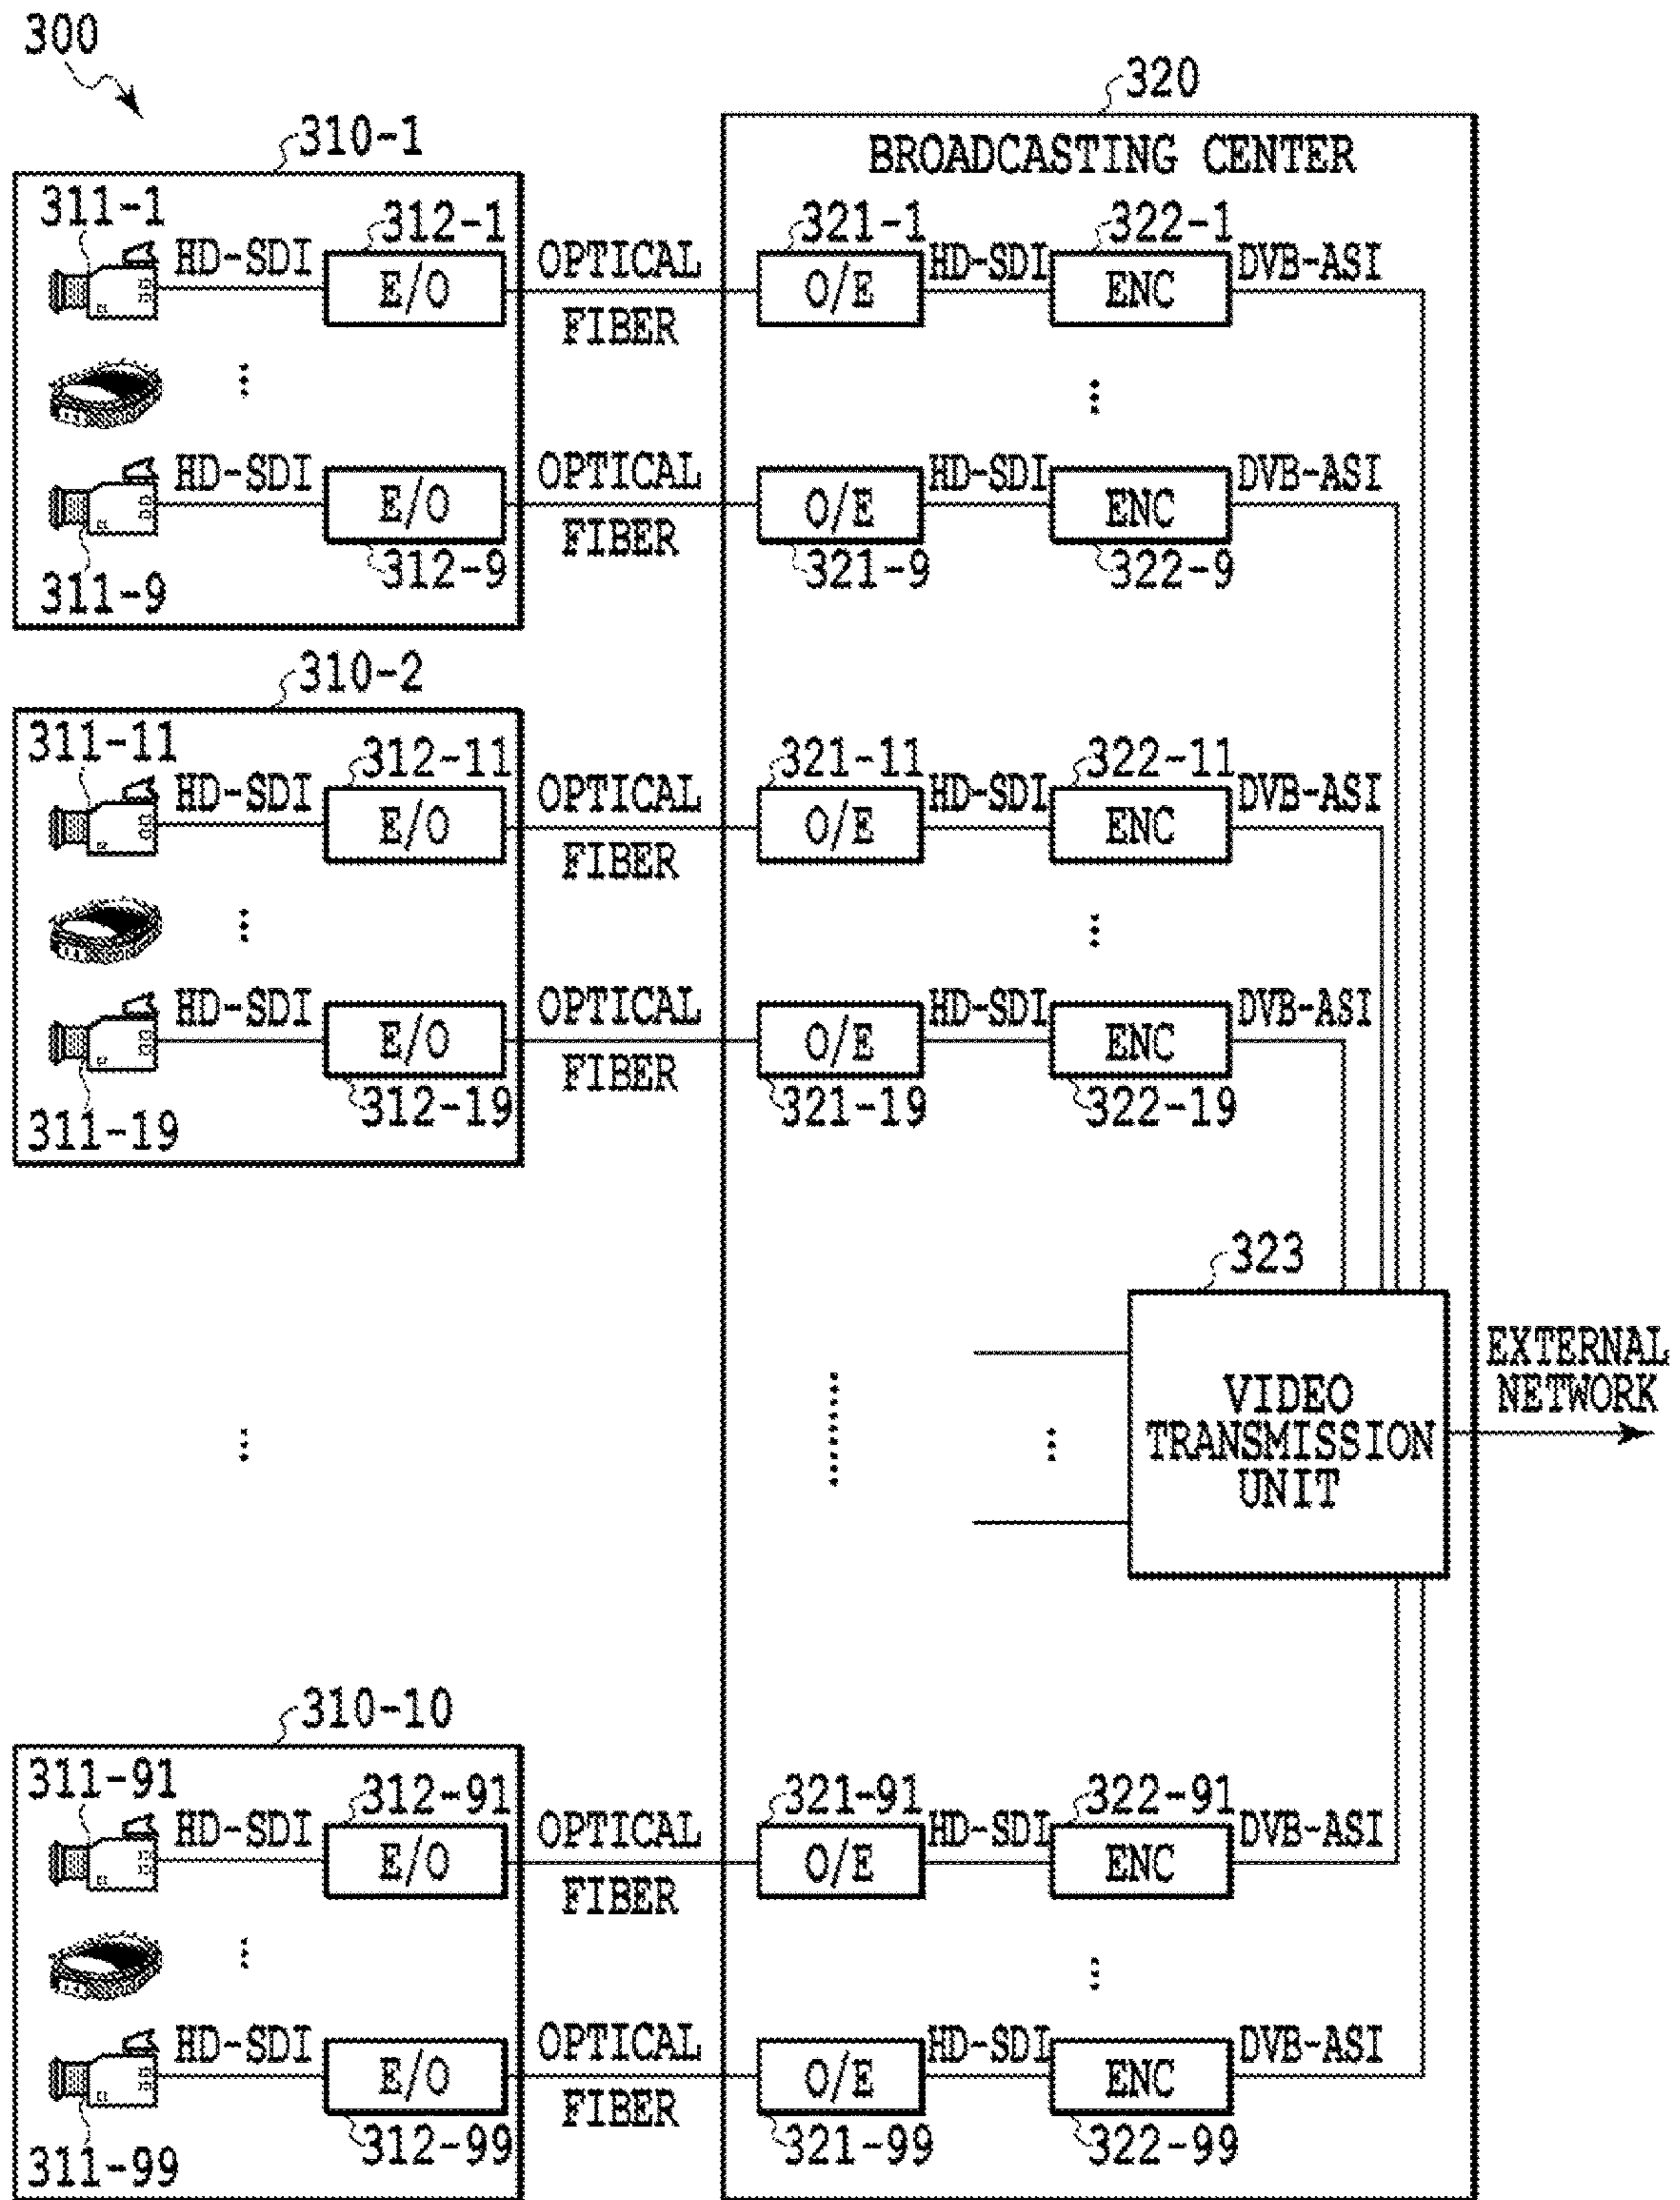 300
320
310-1
BROADCASTING CENTER
311-1
312-1
321-1
322-1
HD-SDI
E/O
OPTICAL
FIBER
O/E
HD-SDI
ENC
DVB-ASI
HD-SDI
E/O
OPTICAL
FIBER
O/E
HD-SDI
ENC
DVB-ASI
311-9
312-9
321-9
322-9
310-2
311-11
312-11
321-11
322-11
HD-SDI
E/O
OPTICAL
FIBER
O/E
HD-SDI
ENC
DVB-ASI
HD-SDI
E/O
OPTICAL
FIBER
O/E
HD-SDI
ENC
DVB-ASI
311-19
312-19
321-19
322-19
323
VIDEO
TRANSMISSION
UNIT
EXTERNAL
NETWORK
310-10
311-91
312-91
321-91
322-91
HD-SDI
E/O
OPTICAL
FIBER
O/E
HD-SDI
ENC
DVB-ASI
HD-SDI
E/O
OPTICAL
FIBER
O/E
HD-SDI
ENC
DVB-ASI
311-99
312-99
321-99
322-99